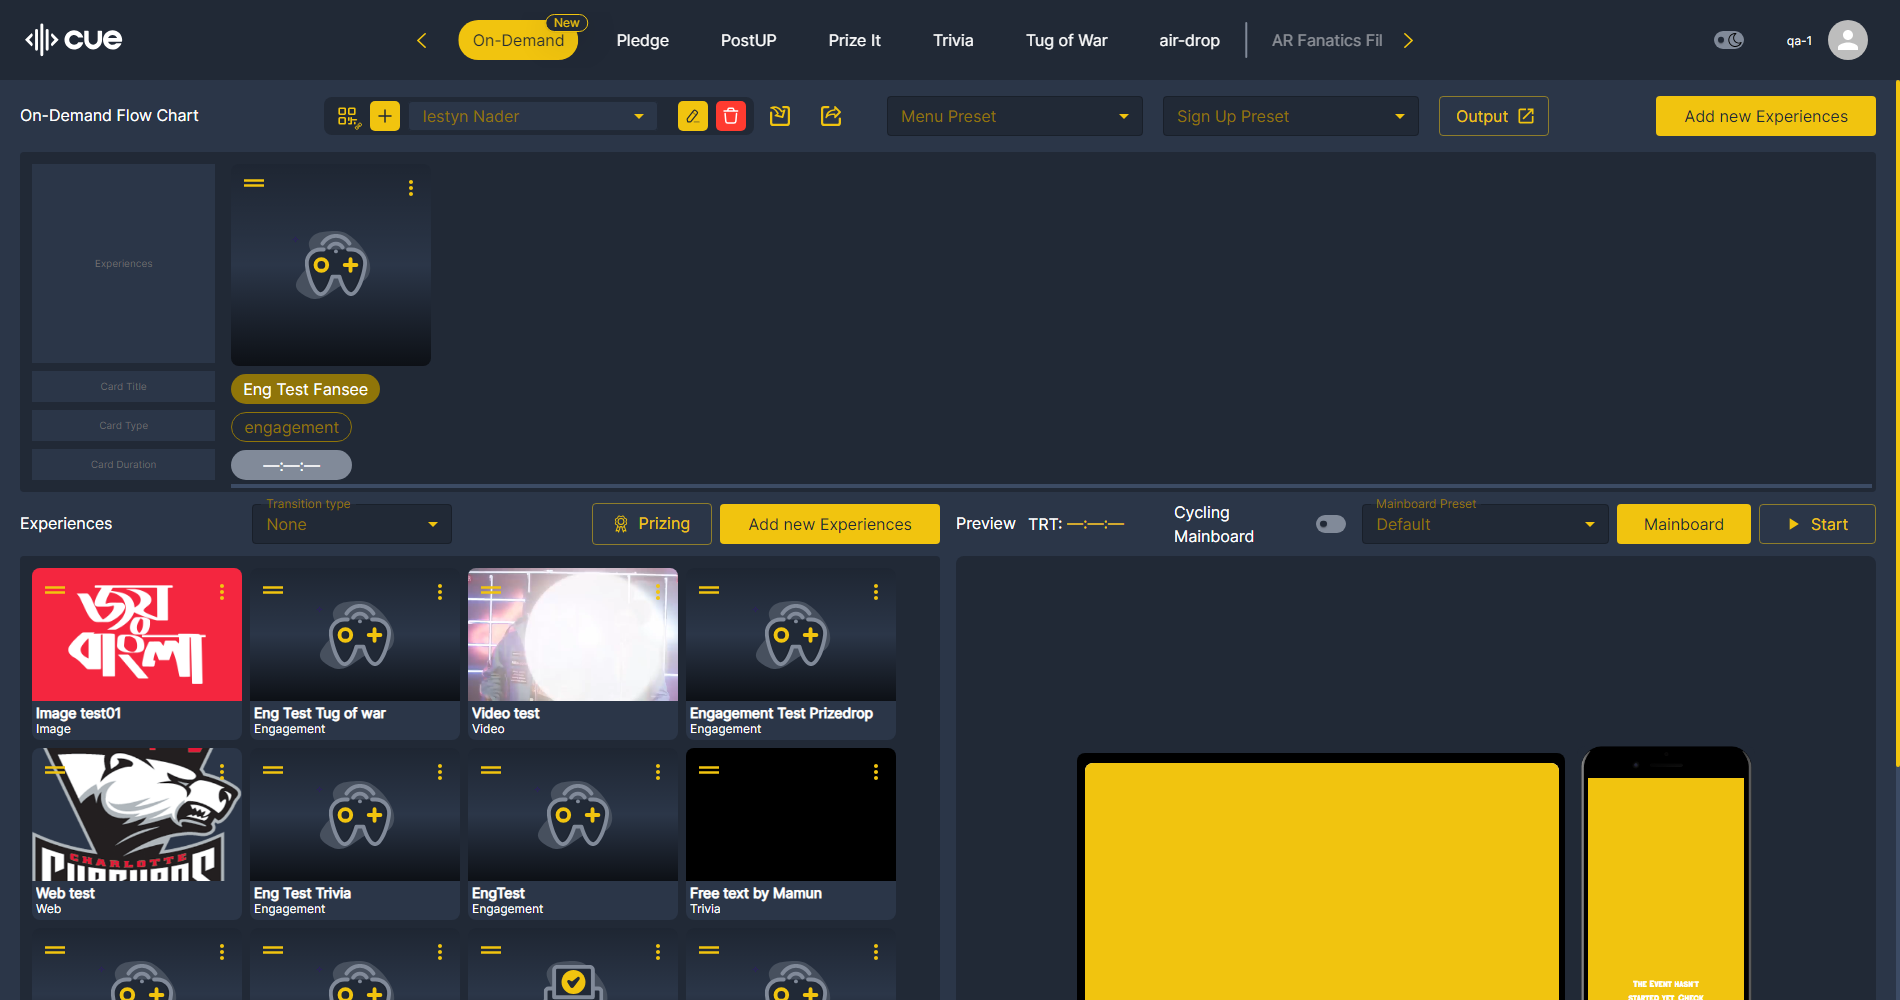 cue
On-Demand
New
Pledge
PostUP
Prize It
Trivia
Tug of War
air-drop
AR Fanatics Fil
qa-1
On-Demand Flow Chart
Iestyn Nader
Menu Preset
Sign Up Preset
Output
Add new Experiences
Experiences
Card Title
Eng Test Fansee
Card Type
engagement
Card Duration
—:—:—
Experiences
Transition type
None
Prizing
Add new Experiences
Preview
TRT: —:—:—
Cycling
Mainboard
Mainboard Preset
Default
Mainboard
Start
জয়
বাংলা
Image test01
Image
Eng Test Tug of war
Engagement
Video test
Video
Engagement Test Prizedrop
Engagement
CHARLOTTE
Web test
Web
Eng Test Trivia
Engagement
EngTest
Engagement
Free text by Mamun
Trivia
The Event hasn't
started yet. Check